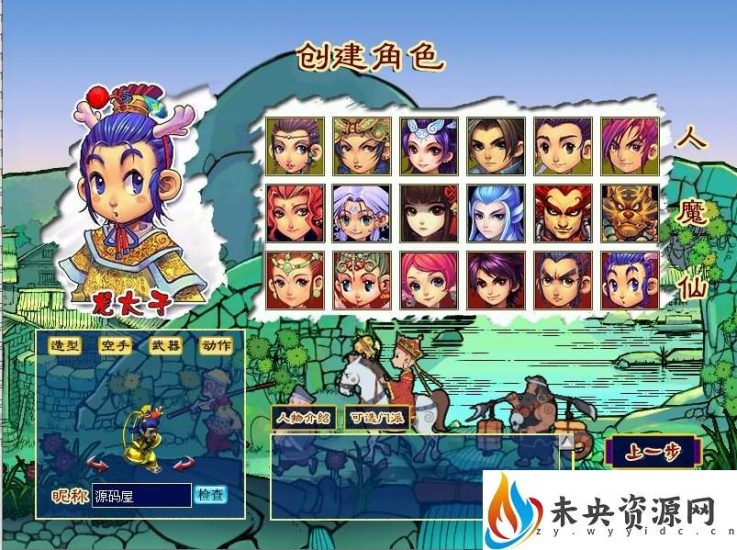 创建角色
人
魔
仙
龙太子
造型 空手 武器 动作
人物介绍 可选门派
上一步
昵称 源码屋 检查
未央资源网
zy.wyyidc.cn